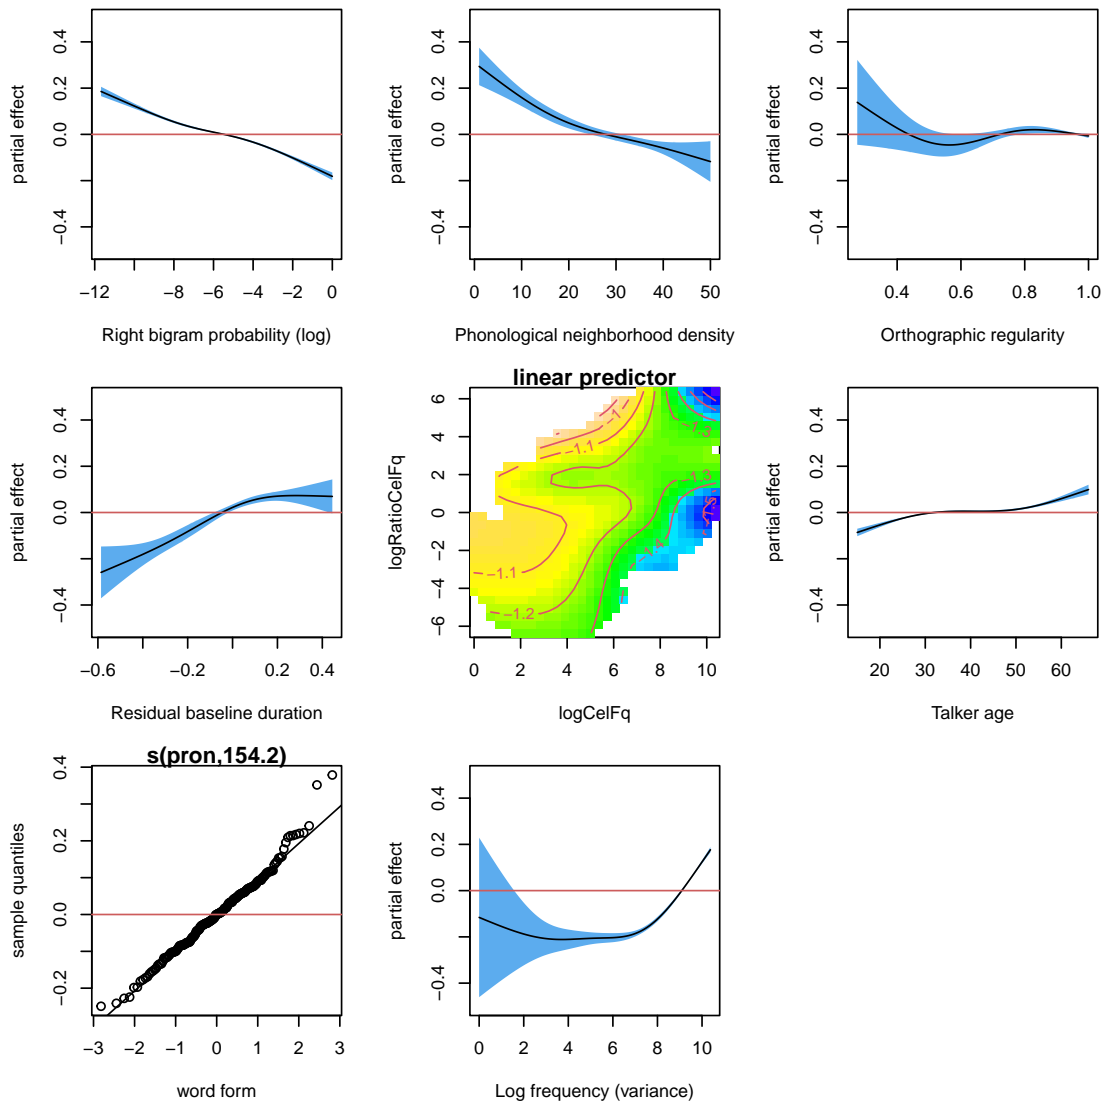 0.4
0.2
0.0
−0.4
partial effect
−12 −8 −6 −4 −2 0
Right bigram probability (log)
0.4
0.2
0.0
−0.4
partial effect
0 10 20 30 40 50
Phonological neighborhood density
0.4
0.2
0.0
−0.4
partial effect
0.4 0.6 0.8 1.0
Orthographic regularity
0.4
0.2
0.0
−0.4
partial effect
−0.6 −0.2 0.2 0.4
Residual baseline duration
linear predictor
6
4
2
0
−2
−4
−6
logRatioCelFq
−1
−1.1
−1.3
−1.3
−1.5
−1.4
−1.1
−1.2
0 2 4 6 8 10
logCelFq
0.4
0.2
0.0
−0.4
partial effect
20 30 40 50 60
Talker age
s(pron,154.2)
0.4
0.2
0.0
−0.2
sample quantiles
−3 −2 −1 0 1 2 3
word form
0.4
0.2
0.0
−0.4
partial effect
0 2 4 6 8 10
Log frequency (variance)